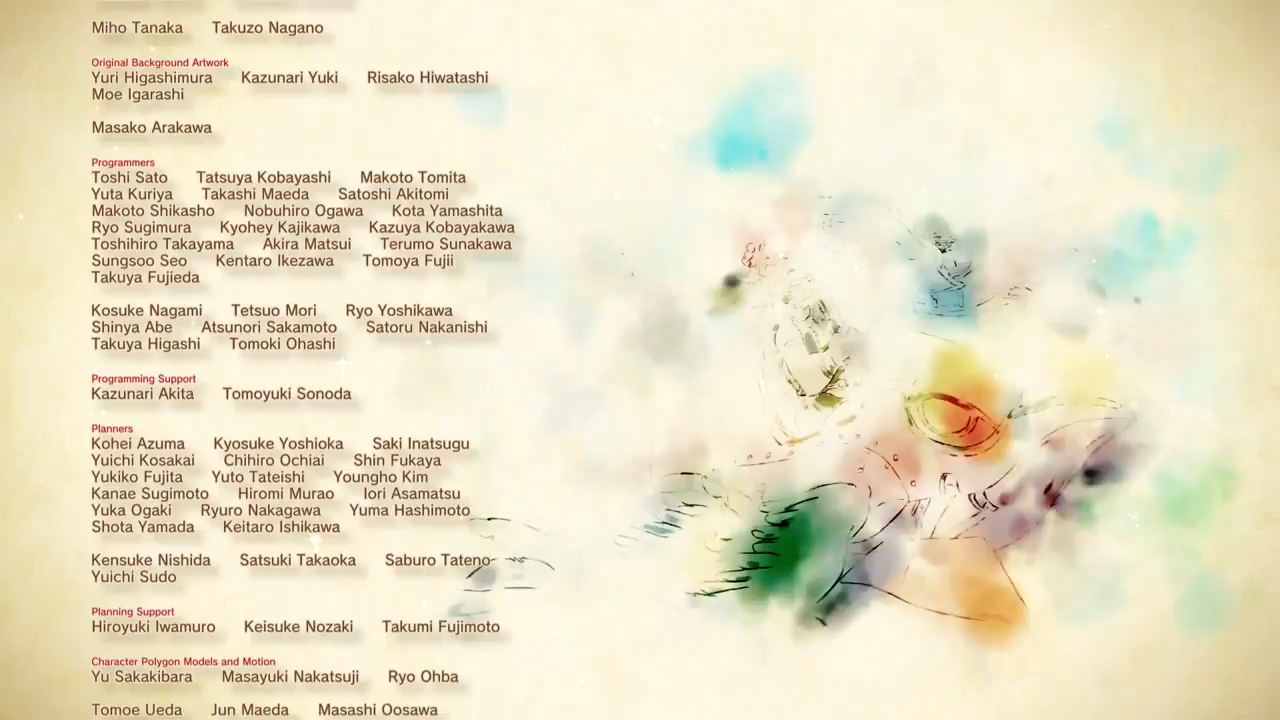 Miho Tanaka Takuzo Nagano
Original Background Artwork
Yuri Higashimura Kazunari Yuki Risako Hiwatashi
Moe Igarashi
Masako Arakawa
Programmers
Toshi Sato Tatsuya Kobayashi Makoto Tomita
Yuta Kuriya Takashi Maeda Satoshi Akitomi
Makoto Shikasho Nobuhiro Ogawa Kota Yamashita
Ryo Sugimura Kyohey Kajikawa Kazuya Kobayakawa
Toshihiro Takayama Akira Matsui Terumo Sunakawa
Sungsoo Seo Kentaro Ikezawa Tomoya Fujii
Takuya Fujieda
Kosuke Nagami Tetsuo Mori Ryo Yoshikawa
Shinya Abe Atsunori Sakamoto Satoru Nakanishi
Takuya Higashi Tomoki Ohashi
Programming Support
Kazunari Akita Tomoyuki Sonoda
Planners
Kohei Azuma Kyosuke Yoshioka Saki Inatsugu
Yuichi Kosakai Chihiro Ochiai Shin Fukaya
Yukiko Fujita Yuto Tateishi Youngho Kim
Kanae Sugimoto Hiromi Murao Iori Asamatsu
Yuka Ogaki Ryuro Nakagawa Yuma Hashimoto
Shota Yamada Keitaro Ishikawa
Kensuke Nishida Satsuki Takaoka Saburo Tateno
Yuichi Sudo
Planning Support
Hiroyuki Iwamuro Keisuke Nozaki Takumi Fujimoto
Character Polygon Models and Motion
Yu Sakakibara Masayuki Nakatsuji Ryo Ohba
Tomoe Ueda Jun Maeda Masashi Oosawa